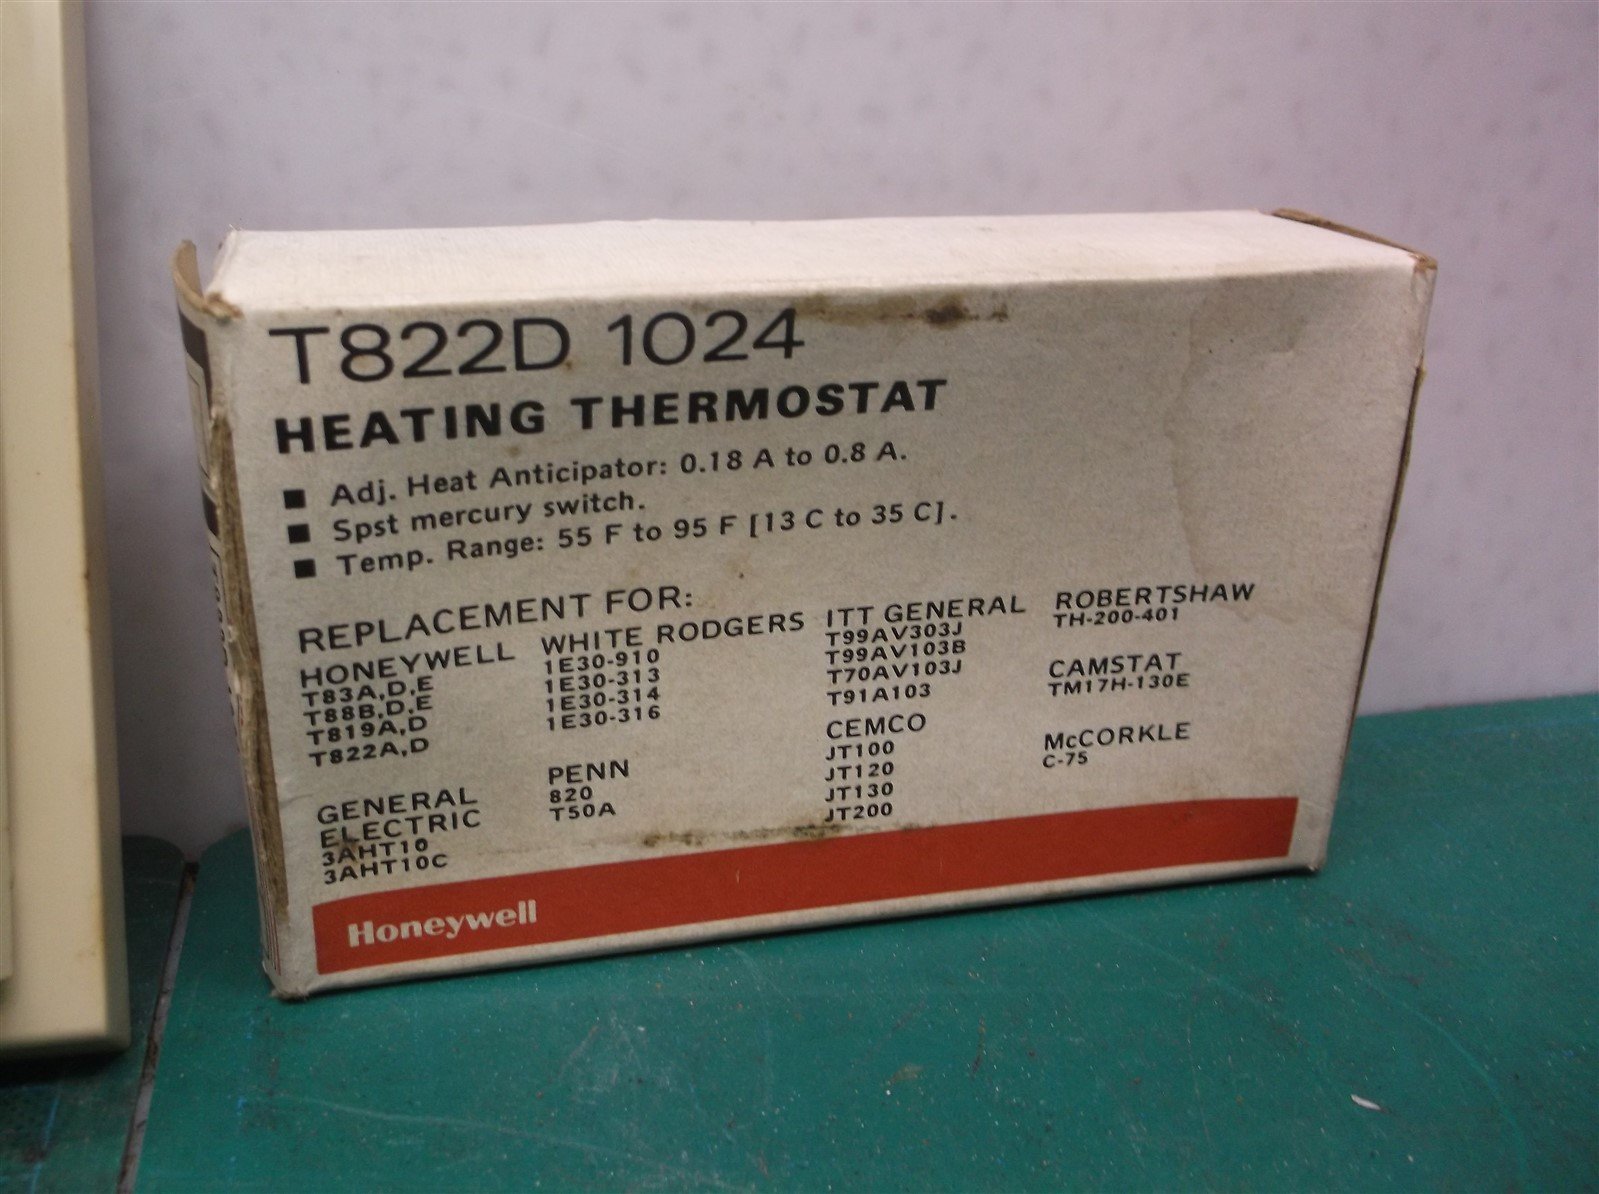 T822D 1024
HEATING THERMOSTAT
■ Adj. Heat Anticipator: 0.18 A to 0.8 A.
■ Spst mercury switch.
■ Temp. Range: 55 F to 95 F [13 C to 35 C].
REPLACEMENT FOR:
HONEYWELL
T83A,D,E
T88B,D,E
T819A,D
T822A,D
GENERAL
ELECTRIC
3AHT10
3AHT10C
WHITE RODGERS
1E30-910
1E30-313
1E30-314
1E30-316
PENN
820
T50A
ITT GENERAL
T99AV303J
T99AV103B
T70AV103J
T91A103
CEMCO
JT100
JT120
JT130
JT200
ROBERTSHAW
TH-200-401
CAMSTAT
TM17H-130E
McCORKLE
C-75
Honeywell